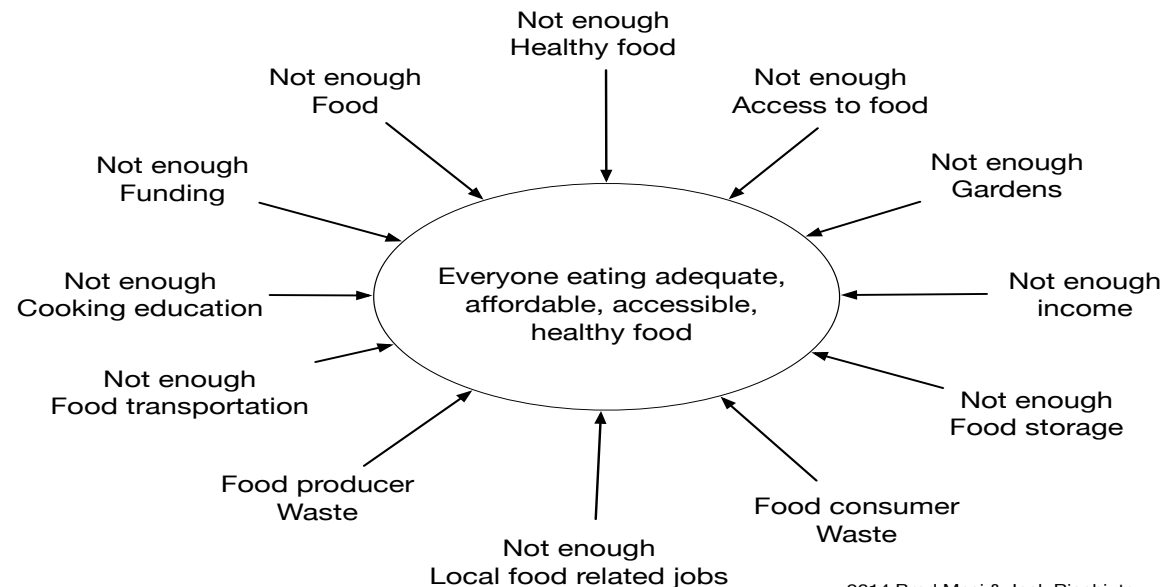 Not enough
Healthy food
Not enough
Food
Not enough
Access to food
Not enough
Funding
Not enough
Gardens
Not enough
Cooking education
Everyone eating adequate,
affordable, accessible,
healthy food
Not enough
income
Not enough
Food transportation
Not enough
Food storage
Food producer
Waste
Food consumer
Waste
Not enough
Local food related jobs